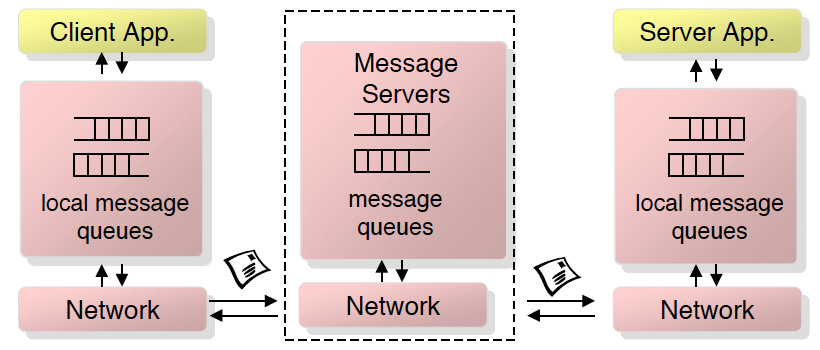 Client App.
local message
queues
Network
Message
Servers
message
queues
Network
Server App.
local message
queues
Network